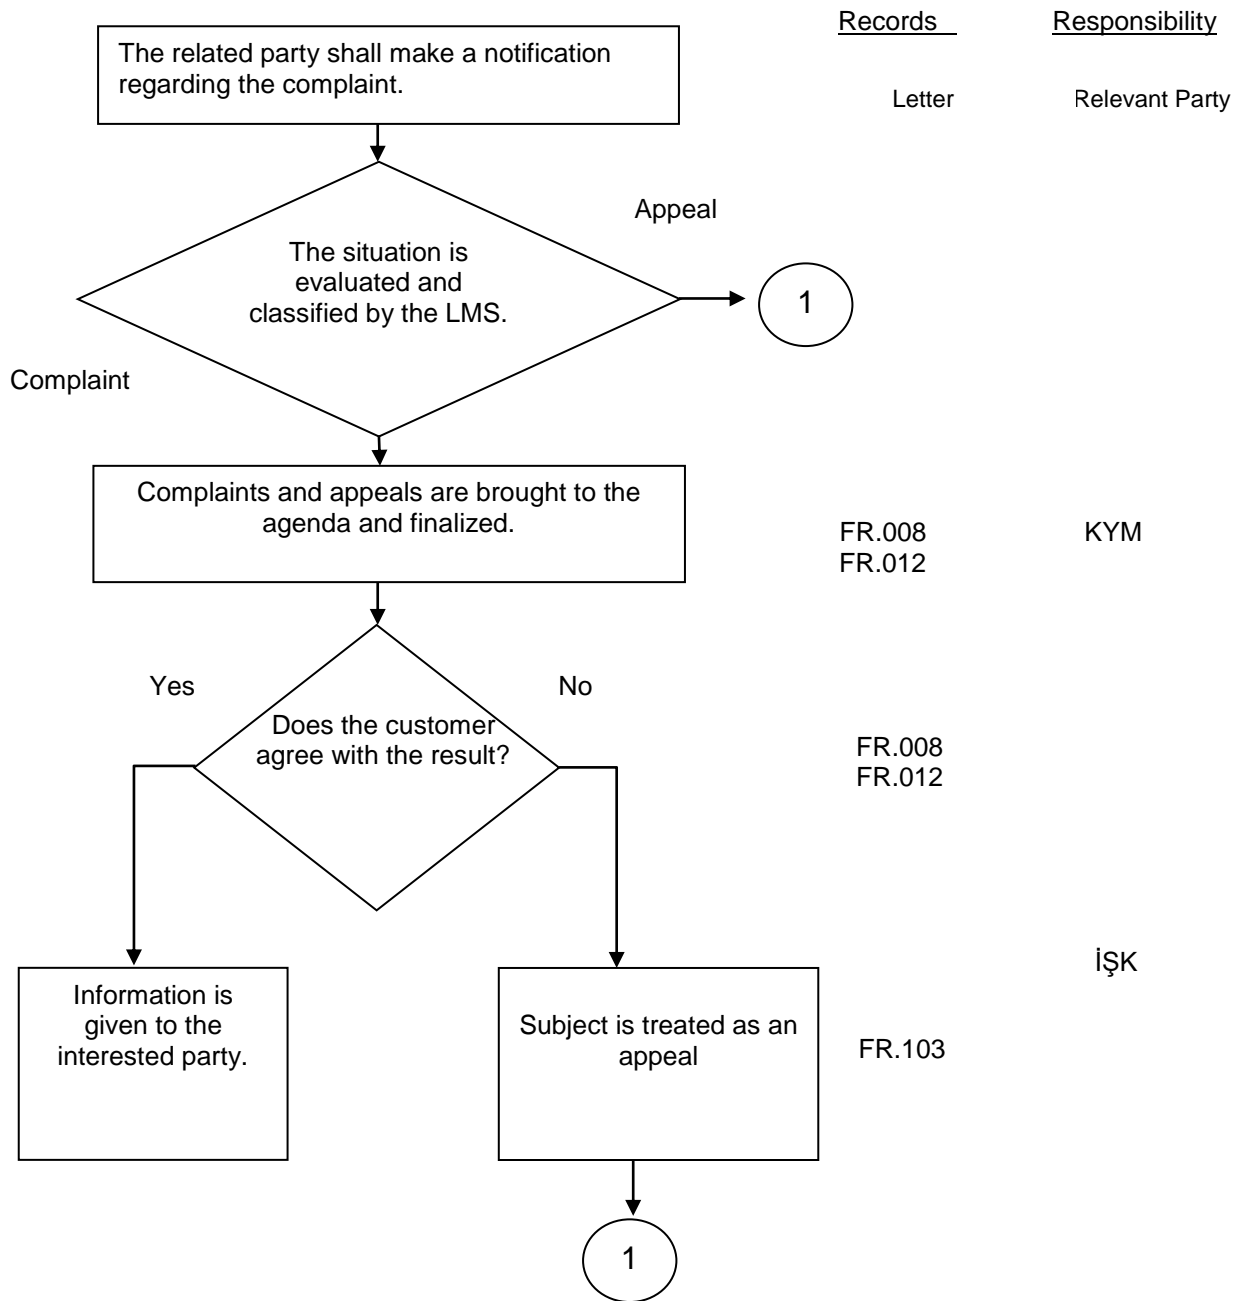 Records Responsibility
The related party shall make a notification
regarding the complaint.
Letter Relevant Party
Appeal
The situation is
evaluated and
classified by the LMS.
1
Complaint
Complaints and appeals are brought to the
agenda and finalized.
FR.008 KYM
FR.012
Yes No
Does the customer
agree with the result?
FR.008
FR.012
İŞK
Information is
given to the
interested party.
Subject is treated as an
appeal
FR.103
1